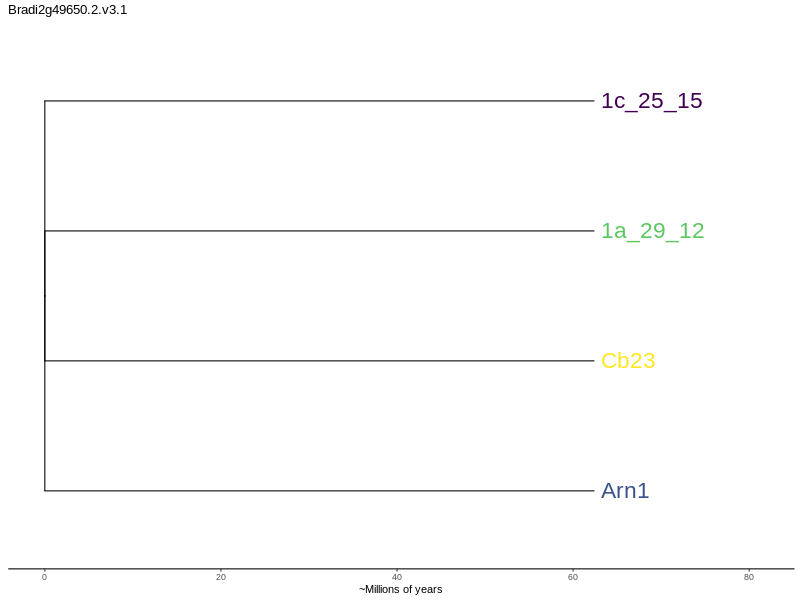 Bradi2g49650.2.v3.1
1c_25_15
1a_29_12
Cb23
Arn1
0 20 40 60 80
~Millions of years